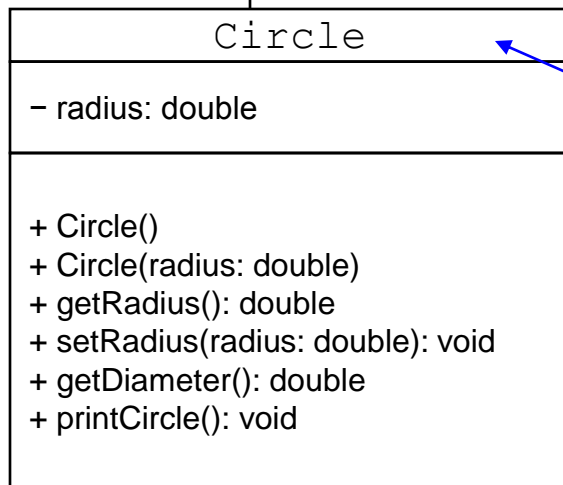 Circle
− radius: double
+ Circle()
+ Circle(radius: double)
+ getRadius(): double
+ setRadius(radius: double): void
+ getDiameter(): double
+ printCircle(): void